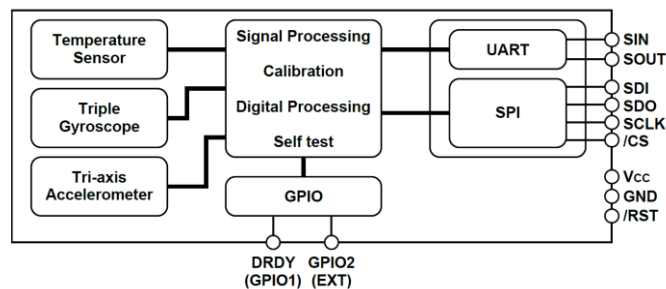 Temperature
Sensor
Triple
Gyroscope
Tri-axis
Accelerometer
Signal Processing
Calibration
Digital Processing
Self test
GPIO
UART
SPI
SIN
SOUT
SDI
SDO
SCLK
/CS
Vcc
GND
/RST
DRDY
(GPIO1)
GPIO2
(EXT)